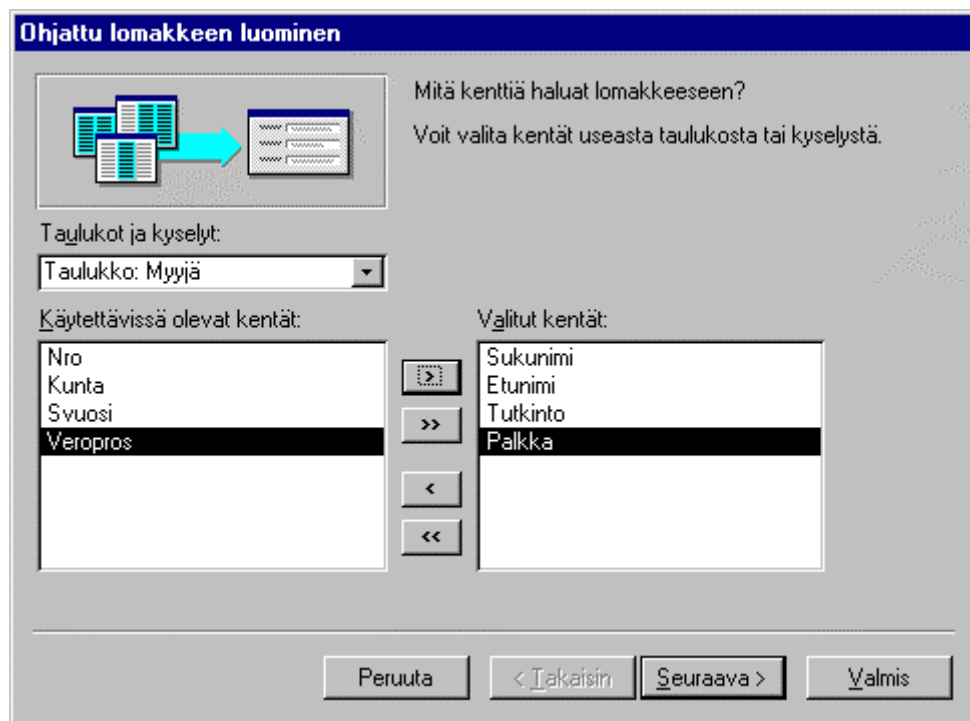 Ohjattu lomakkeen luominen
Mitä kenttiä haluat lomakkeeseen?
Voit valita kentät useasta taulukosta tai kyselystä.
Taulukot ja kyselyt:
Taulukko: Myyjä
Käytettävissä olevat kentät:
Nro
Kunta
Svuosi
Veropros
>
>>
<
<<
Valitut kentät:
Sukunimi
Etunimi
Tutkinto
Palkka
Peruuta
< Takaisin
Seuraava >
Valmis